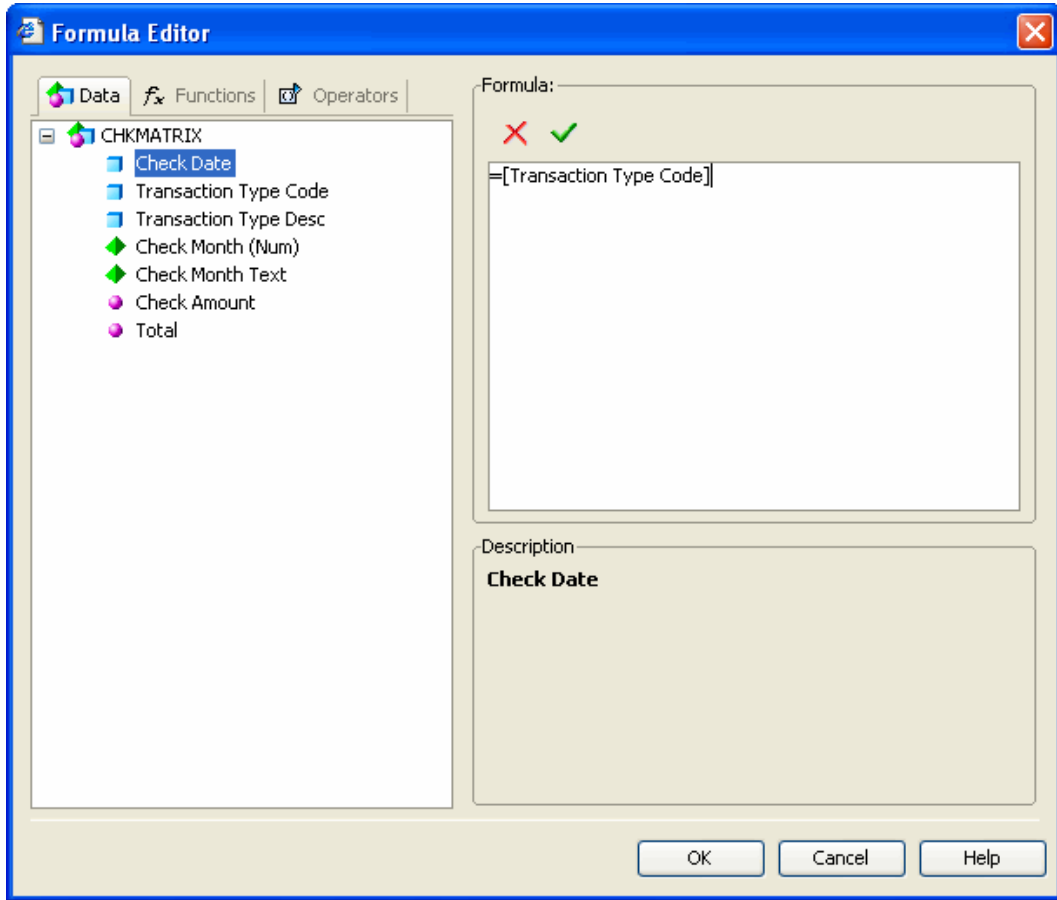 Formula Editor
Data
fx Functions
Operators
CHKMATRIX
Check Date
Transaction Type Code
Transaction Type Desc
Check Month (Num)
Check Month Text
Check Amount
Total
Formula:
=[Transaction Type Code]
Description
Check Date
OK
Cancel
Help